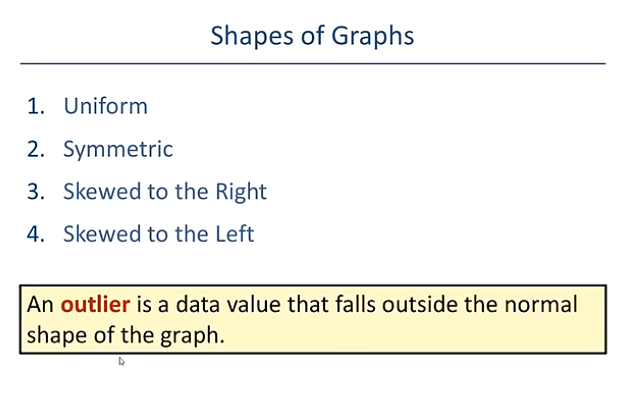 Shapes of Graphs
1. Uniform
2. Symmetric
3. Skewed to the Right
4. Skewed to the Left
An outlier is a data value that falls outside the normal
shape of the graph.